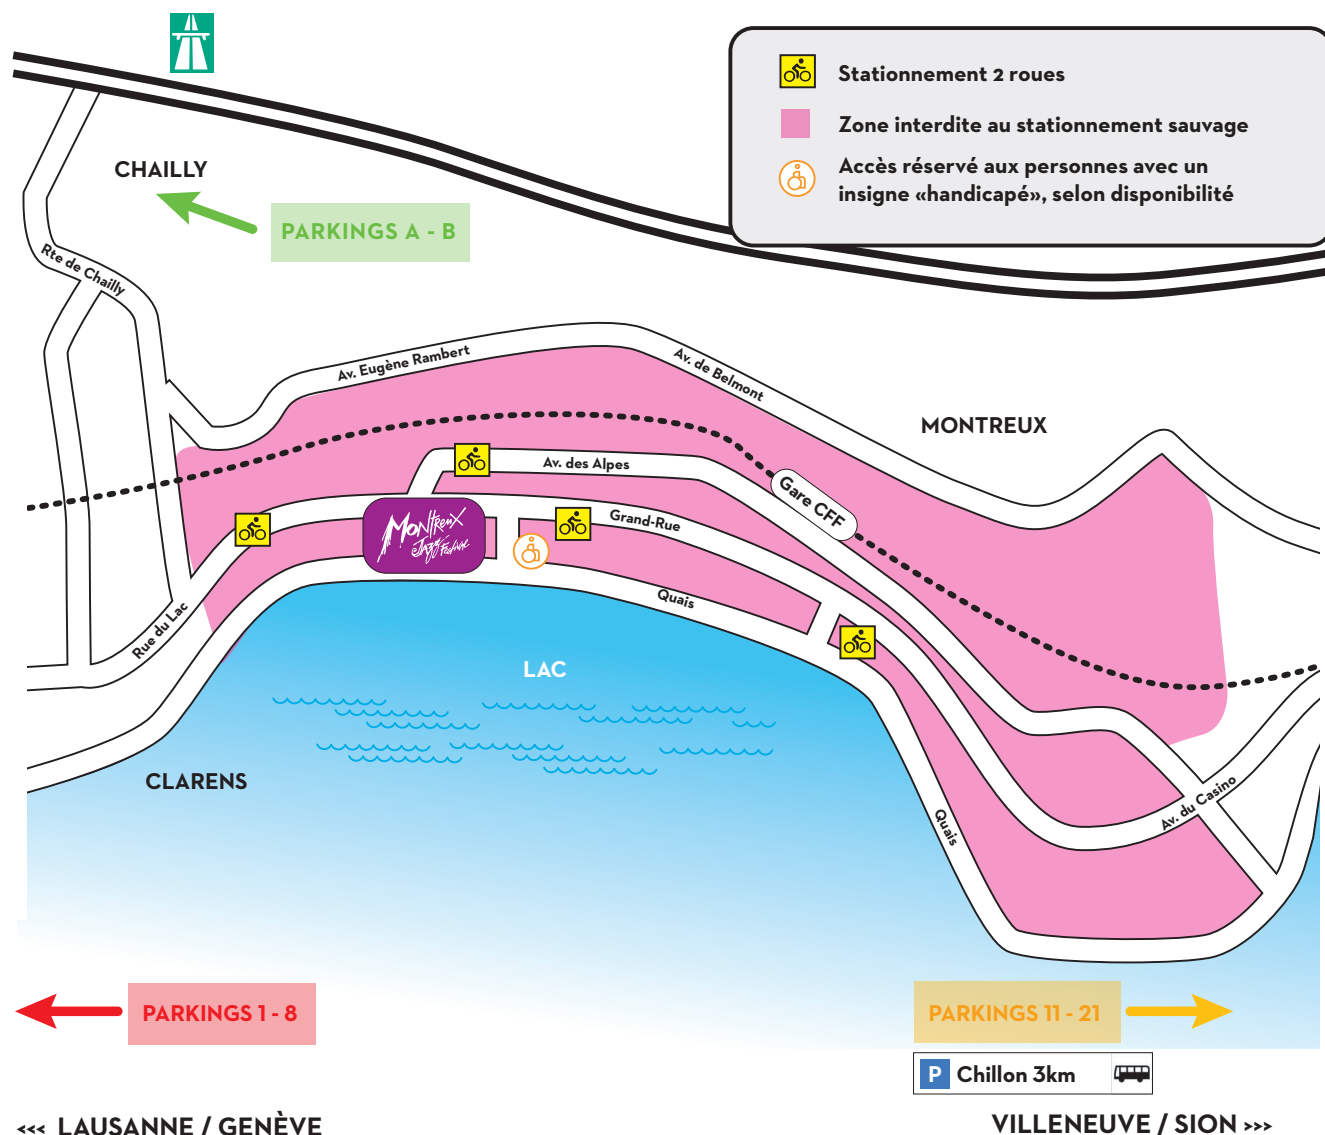 Stationnement 2 roues
Zone interdite au stationnement sauvage
Accès réservé aux personnes avec un
insigne «handicapé», selon disponibilité
CHAILLY
PARKINGS A - B
Rte de Chailly
Av. Eugène Rambert
Av. de Belmont
MONTREUX
Av. des Alpes
Gare CFF
Grand-Rue
MONTREUX
JAZZ FESTIVAL
Quais
Rue du Lac
LAC
CLARENS
Quais
Av. du Casino
PARKINGS 1 - 8
PARKINGS 11 - 21
P Chillon 3km
<<< LAUSANNE / GENÈVE
VILLENEUVE / SION >>>